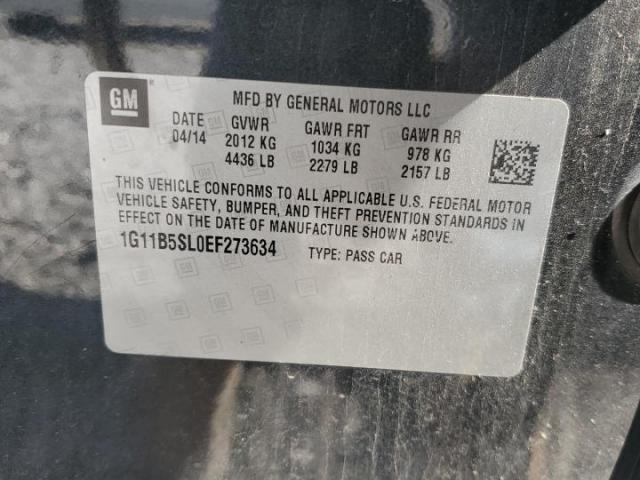 GM
MFD BY GENERAL MOTORS LLC
DATE GVWR GAWR FRT GAWR RR
04/14 2012 KG 1034 KG 978 KG
4436 LB 2279 LB 2157 LB
THIS VEHICLE CONFORMS TO ALL APPLICABLE U.S. FEDERAL MOTOR
VEHICLE SAFETY, BUMPER, AND THEFT PREVENTION STANDARDS IN
EFFECT ON THE DATE OF MANUFACTURE SHOWN ABOVE.
1G11B5SL0EF273634 TYPE: PASS CAR